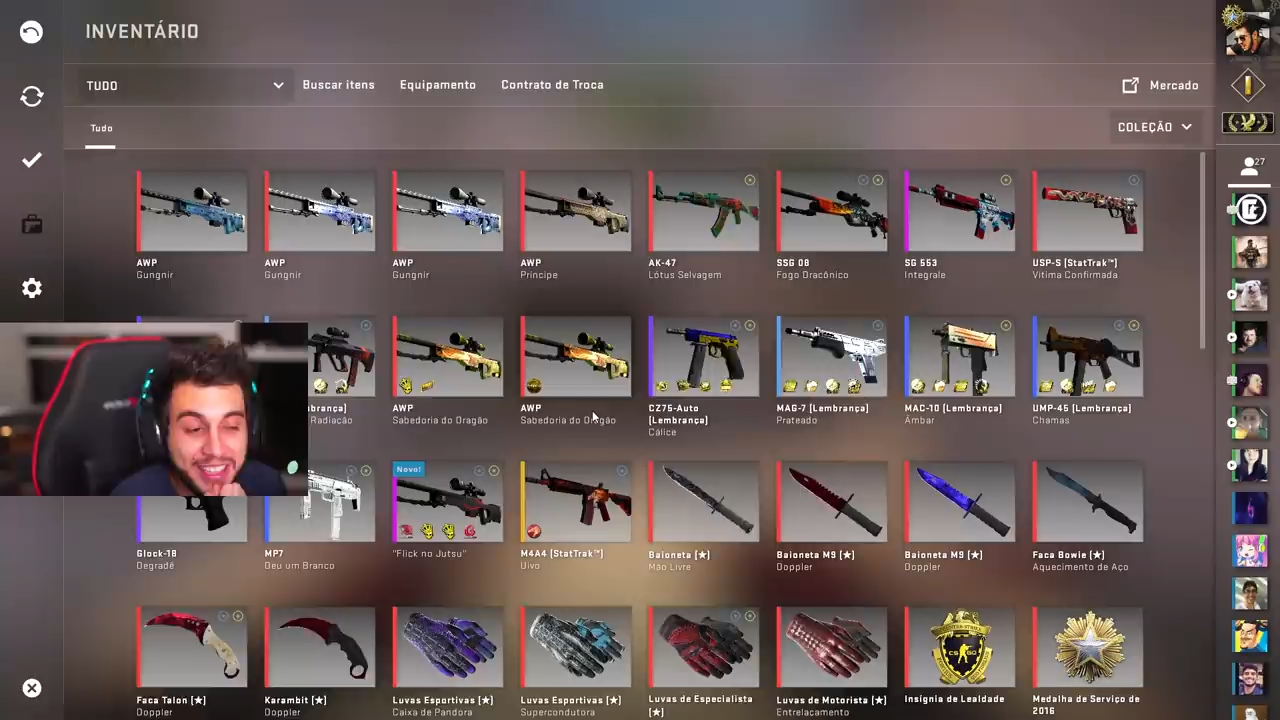 INVENTÁRIO
TUDO
Buscar itens
Equipamento
Contrato de Troca
Mercado
Tudo
COLEÇÃO
27
AWP
Gungnir
AWP
Gungnir
AWP
Gungnir
AWP
Príncipe
AK-47
Lótus Selvagem
SSG 08
Fogo Dracônico
SG 553
Integrale
USP-S (StatTrak™)
Vítima Confirmada
brança)
Radiação
AWP
Sabedoria do Dragão
AWP
Sabedoria do Dragão
CZ75-Auto
(Lembrança)
Cálice
MAG-7 (Lembrança)
Prateado
MAC-10 (Lembrança)
Âmbar
UMP-45 (Lembrança)
Chamas
Glock-18
Degradê
MP7
Deu um Branco
Novo!
"Flick no Jutsu"
M4A4 (StatTrak™)
Uivo
Baioneta (★)
Mão Livre
Baioneta M9 (★)
Doppler
Baioneta M9 (★)
Doppler
Faca Bowie (★)
Aquecimento de Aço
Faca Talon (★)
Doppler
Karambit (★)
Doppler
Luvas Esportivas (★)
Caixa de Pandora
Luvas Esportivas (★)
Supercondutora
Luvas de Especialista
(★)
Luvas de Motorista (★)
Entrelaçamento
CS GO
Insígnia de Lealdade
Medalha de Serviço de
2016